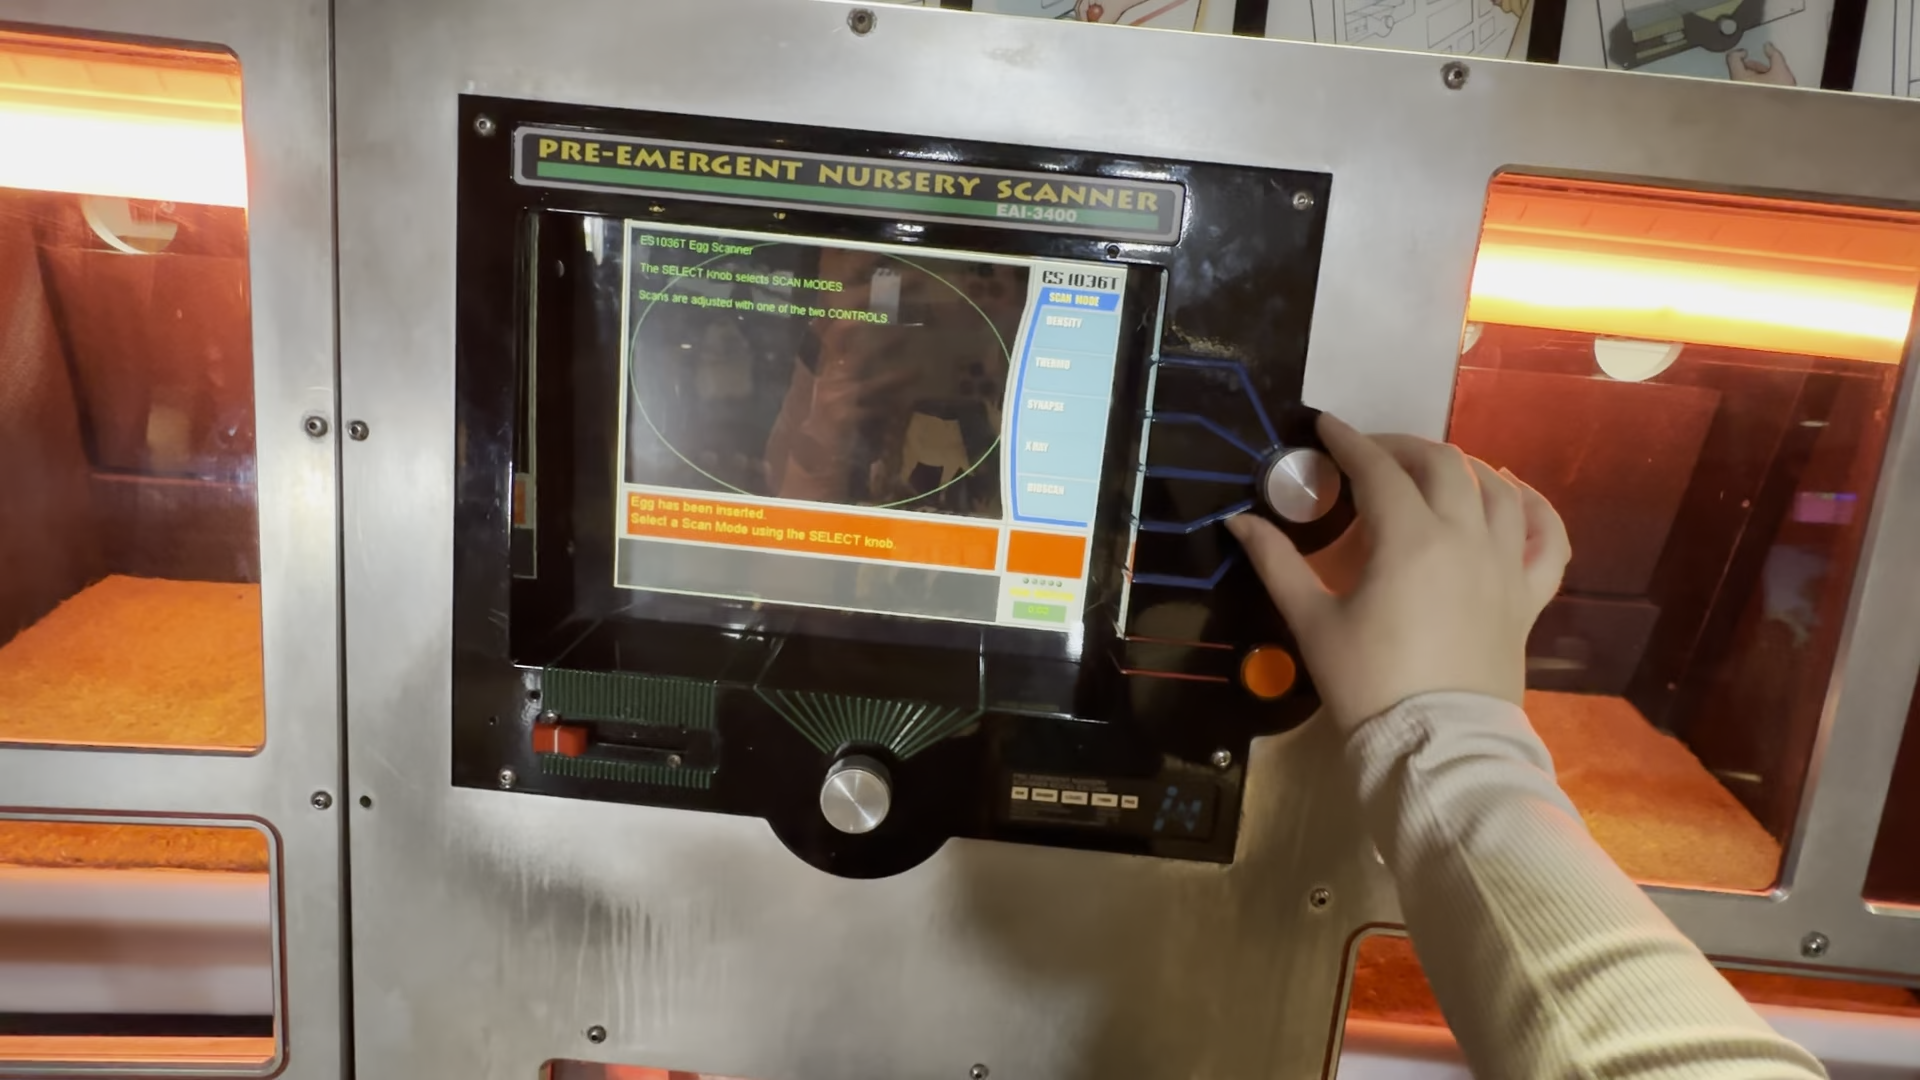 PRE-EMERGENT NURSERY SCANNER
EAI-3400
ES1036T Egg Scanner
The SELECT Knob selects SCAN MODES.
Scans are adjusted with one of the two CONTROLS.
ES1036T
SCAN MODE
DENSITY
THERMO
SYNAPSE
X RAY
BIOSCAN
Egg has been inserted.
Select a Scan Mode using the SELECT knob.